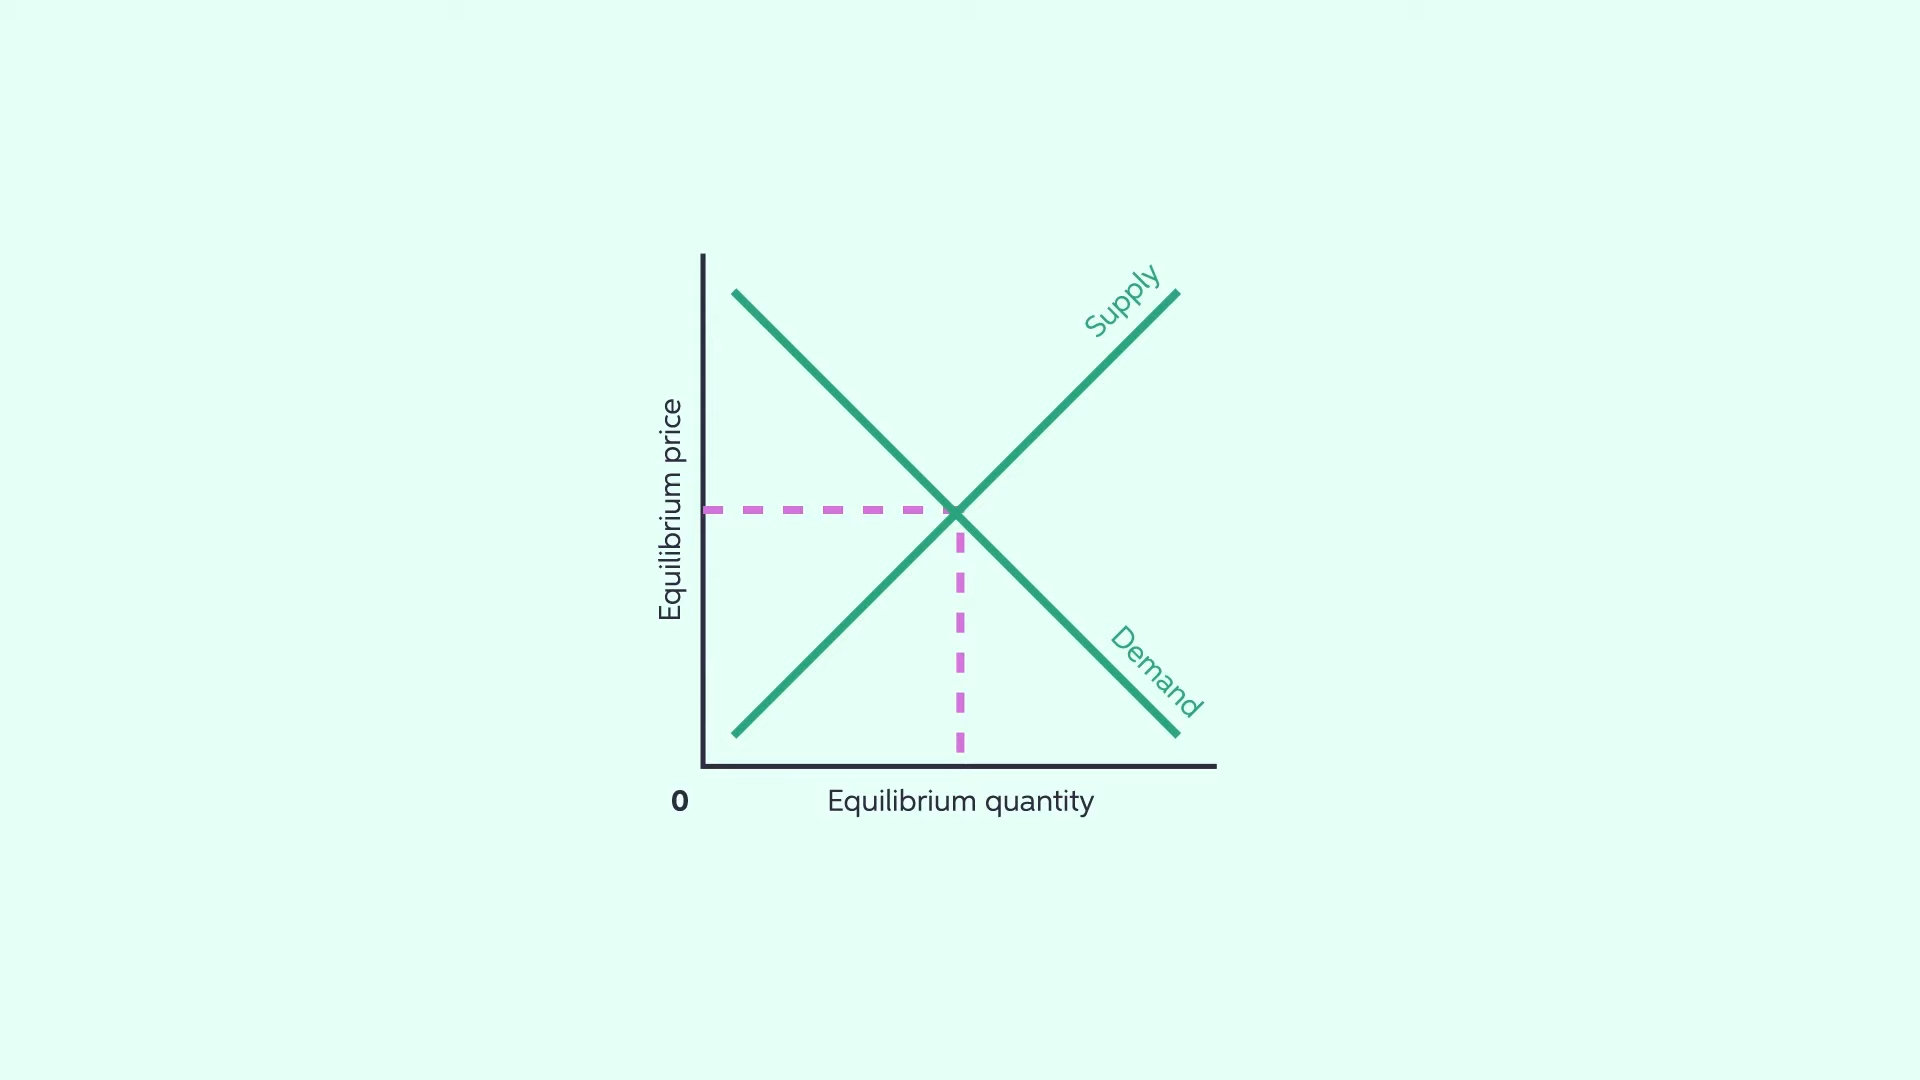 Supply
Equilibrium price
Demand
0
Equilibrium quantity